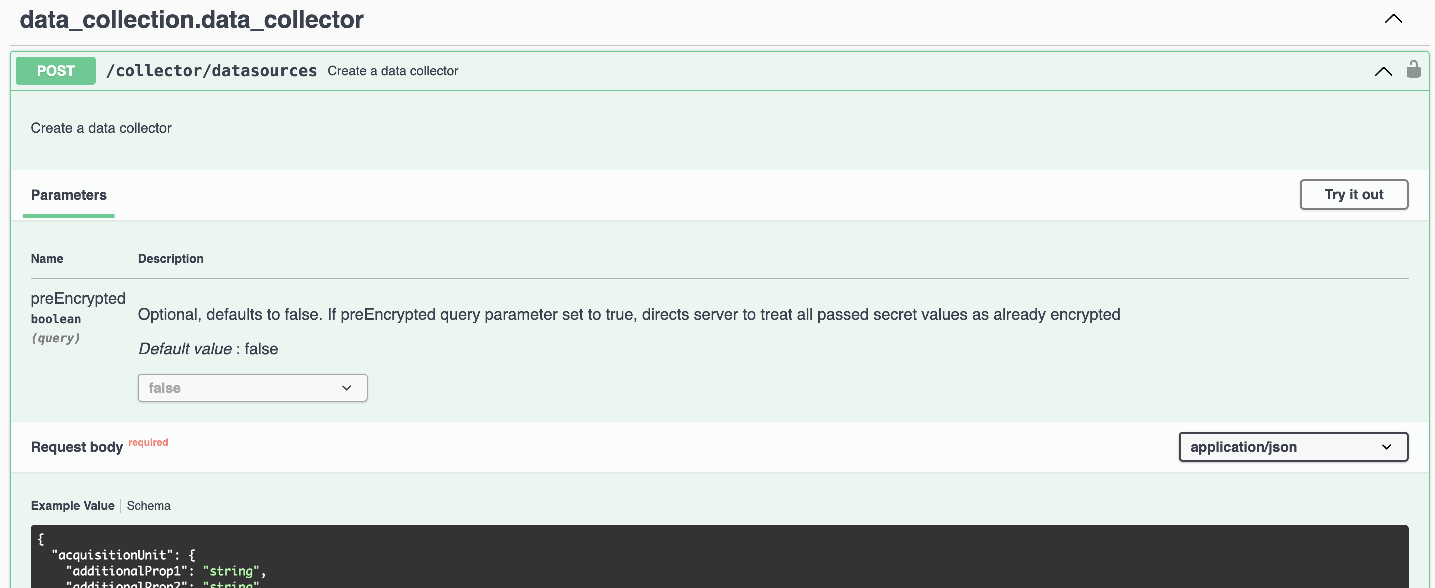 data_collection.data_collector
POST /collector/datasources Create a data collector
Create a data collector
Parameters
Try it out
Name Description
preEncrypted
boolean
(query)
Optional, defaults to false. If preEncrypted query parameter set to true, directs server to treat all passed secret values as already encrypted
Default value : false
false
Request body required
application/json
Example Value Schema
{
"acquisitionUnit": {
"additionalProp1": "string",
"additionalProp2": "string",